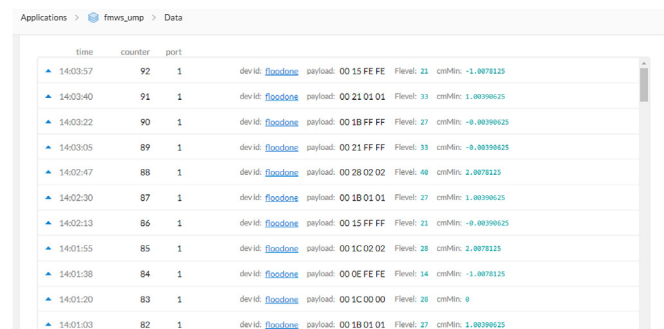 Applications > fmws_ump > Data
time counter port
14:03:57 92 1 dev id: floodone payload: 00 15 FE FE Flevel: 21 cmMin: -1.0078125
14:03:40 91 1 dev id: floodone payload: 00 21 01 01 Flevel: 33 cmMin: 1.00390625
14:03:22 90 1 dev id: floodone payload: 00 1B FF FF Flevel: 27 cmMin: -0.00390625
14:03:05 89 1 dev id: floodone payload: 00 21 FF FF Flevel: 33 cmMin: -0.00390625
14:02:47 88 1 dev id: floodone payload: 00 28 02 02 Flevel: 40 cmMin: 2.0078125
14:02:30 87 1 dev id: floodone payload: 00 1B 01 01 Flevel: 27 cmMin: 1.00390625
14:02:13 86 1 dev id: floodone payload: 00 15 FF FF Flevel: 21 cmMin: -0.00390625
14:01:55 85 1 dev id: floodone payload: 00 1C 02 02 Flevel: 28 cmMin: 2.0078125
14:01:38 84 1 dev id: floodone payload: 00 0E FE FE Flevel: 14 cmMin: -1.0078125
14:01:20 83 1 dev id: floodone payload: 00 1C 00 00 Flevel: 28 cmMin: 0
14:01:03 82 1 dev id: floodone payload: 00 1B 01 01 Flevel: 27 cmMin: 1.00390625